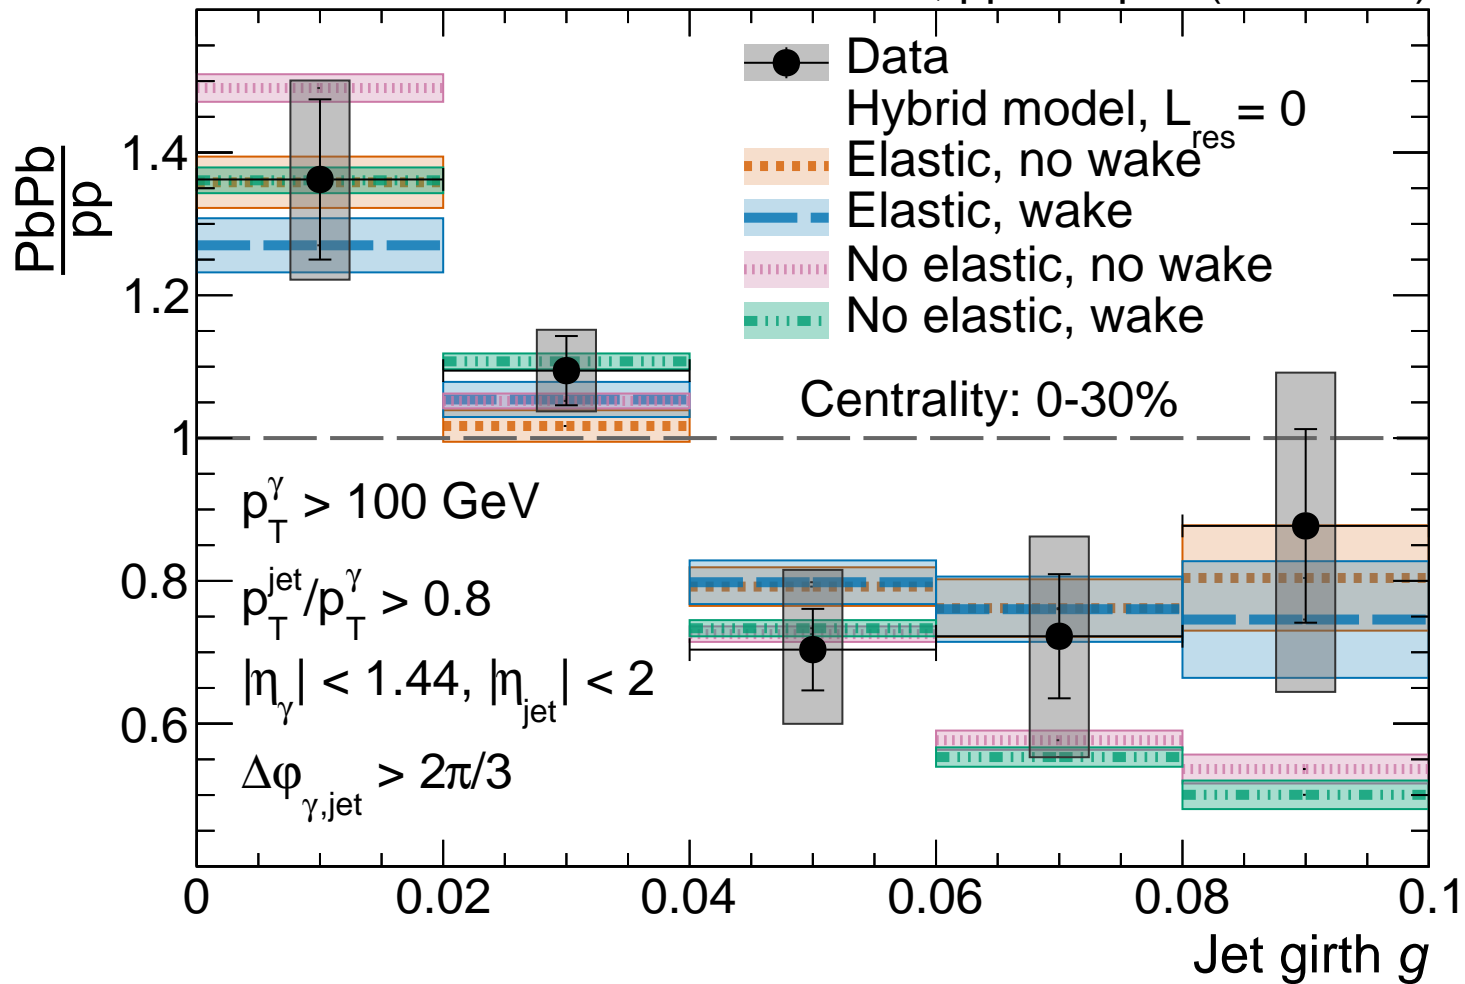 Data
Hybrid model, L_res = 0
Elastic, no wake
Elastic, wake
No elastic, no wake
No elastic, wake
Centrality: 0-30%
p_T^γ > 100 GeV
p_T^jet/p_T^γ > 0.8
|η_γ| < 1.44, |η_jet| < 2
Δφ_γ,jet > 2π/3
PbPb
pp
1.4
1.2
1
0.8
0.6
0 0.02 0.04 0.06 0.08 0.1
Jet girth g